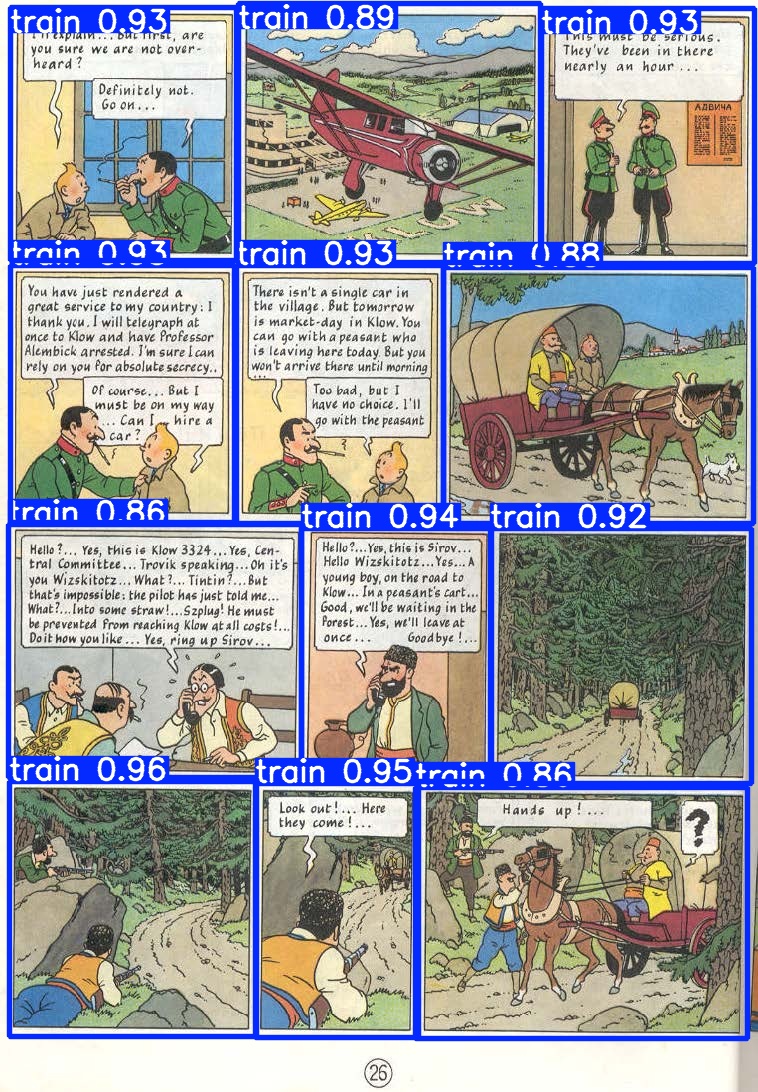 train 0.93
explain... But first, are
you sure we are not over-
heard?
Definitely not.
Go on...
train 0.89
KLOW
train 0.93
This must be serious.
They've been in there
nearly an hour...
АДВИЧА
train 0.93
You have just rendered a
great service to my country: I
thank you. I will telegraph at
once to Klow and have Professor
Alembick arrested. I'm sure I can
rely on you for absolute secrecy..
Of course... But I
must be on my way
... Can I hire a
car?
train 0.93
There isn't a single car in
the village. But tomorrow
is market-day in Klow. You
can go with a peasant who
is leaving here today. But you
won't arrive there until morning
...
Too bad, but I
have no choice. I'll
go with the peasant
train 0.88
train 0.86
Hello?... Yes, this is Klow 3324...Yes, Cen-
tral Committee... Trovik speaking...Oh it's
you Wizskitotz... What?... Tintin?...But
that's impossible: the pilot has just told me...
What?...Into some straw!...Szplug! He must
be prevented from reaching Klow at all costs!...
Do it how you like... Yes, ring up Sirov...
train 0.94
Hello?...Yes, this is Sirov...
Hello Wizskitotz...Yes...A
young boy, on the road to
Klow... In a peasant's cart...
Good, we'll be waiting in the
forest...Yes, we'll leave at
once... Goodbye!...
train 0.92
train 0.96
train 0.95
Look out!... Here
they come!...
train 0.86
Hands up!...
?
26